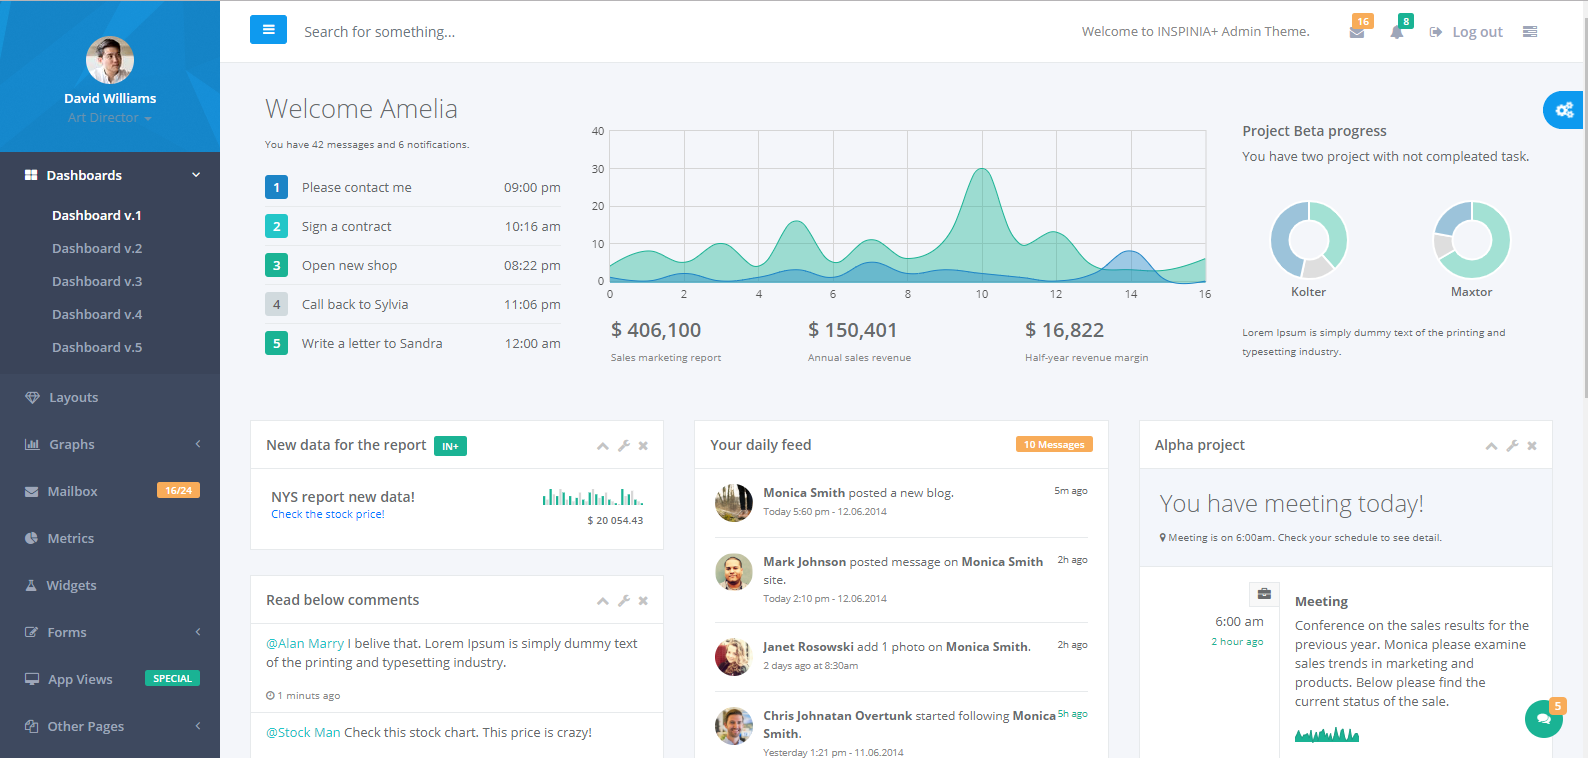 David Williams
Art Director
Dashboards
Dashboard v.1
Dashboard v.2
Dashboard v.3
Dashboard v.4
Dashboard v.5
Layouts
Graphs
Mailbox 16/24
Metrics
Widgets
Forms
App Views SPECIAL
Other Pages
Search for something...
Welcome to INSPINIA+ Admin Theme.
16
8
Log out
Welcome Amelia
You have 42 messages and 6 notifications.
1 Please contact me 09:00 pm
2 Sign a contract 10:16 am
3 Open new shop 08:22 pm
4 Call back to Sylvia 11:06 pm
5 Write a letter to Sandra 12:00 am
40
30
20
10
0
0 2 4 6 8 10 12 14 16
$ 406,100
Sales marketing report
$ 150,401
Annual sales revenue
$ 16,822
Half-year revenue margin
Project Beta progress
You have two project with not compleated task.
Kolter
Maxtor
Lorem Ipsum is simply dummy text of the printing and
typesetting industry.
New data for the report IN+
NYS report new data!
Check the stock price!
$ 20 054.43
Read below comments
@Alan Marry I belive that. Lorem Ipsum is simply dummy text
of the printing and typesetting industry.
1 minuts ago
@Stock Man Check this stock chart. This price is crazy!
Your daily feed 10 Messages
Monica Smith posted a new blog. 5m ago
Today 5:60 pm - 12.06.2014
Mark Johnson posted message on Monica Smith 2h ago
site.
Today 2:10 pm - 12.06.2014
Janet Rosowski add 1 photo on Monica Smith. 2h ago
2 days ago at 8:30am
Chris Johnatan Overtunk started following Monica 5h ago
Smith.
Yesterday 1:21 pm - 11.06.2014
Alpha project
You have meeting today!
Meeting is on 6:00am. Check your schedule to see detail.
6:00 am
2 hour ago
Meeting
Conference on the sales results for the
previous year. Monica please examine
sales trends in marketing and
products. Below please find the
current status of the sale.
5